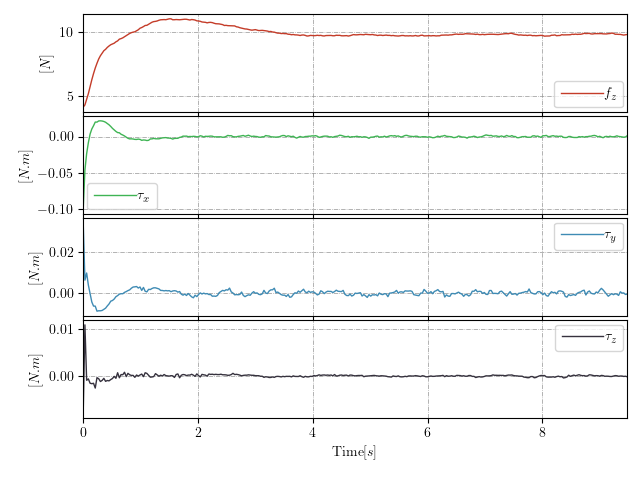 10
5
[N]
f_z
0.00
−0.05
−0.10
[N.m]
τ_x
0.02
0.00
[N.m]
τ_y
0.01
0.00
[N.m]
τ_z
0 2 4 6 8
Time[s]